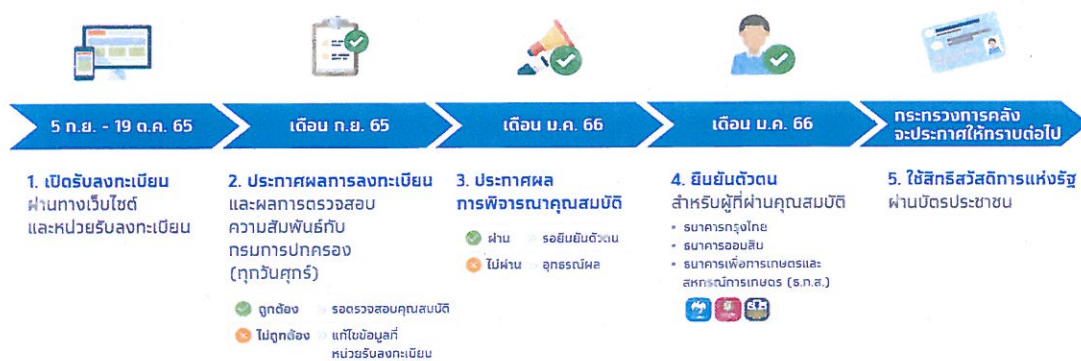 5 ก.ย. - 19 ต.ค. 65
เดือน ก.ย. 65
เดือน ม.ค. 66
เดือน ม.ค. 66
กระทรวงการคลัง
จะประกาศให้ทราบต่อไป
1. เปิดรับลงทะเบียน
ผ่านทางเว็บไซต์
และหน่วยรับลงทะเบียน
2. ประกาศผลการลงทะเบียน
และผลการตรวจสอบ
ความสัมพันธ์กับ
กรมการปกครอง
(ทุกวันศุกร์)
ถูกต้อง รอตรวจสอบคุณสมบัติ
ไม่ถูกต้อง แก้ไขข้อมูลที่
หน่วยรับลงทะเบียน
3. ประกาศผล
การพิจารณาคุณสมบัติ
ผ่าน รอยืนยันตัวตน
ไม่ผ่าน อุทธรณ์ผล
4. ยืนยันตัวตน
สำหรับผู้ที่ผ่านคุณสมบัติ
• ธนาคารกรุงไทย
• ธนาคารออมสิน
• ธนาคารเพื่อการเกษตรและ
สหกรณ์การเกษตร (ธ.ก.ส.)
5. ใช้สิทธิสวัสดิการแห่งรัฐ
ผ่านบัตรประชาชน